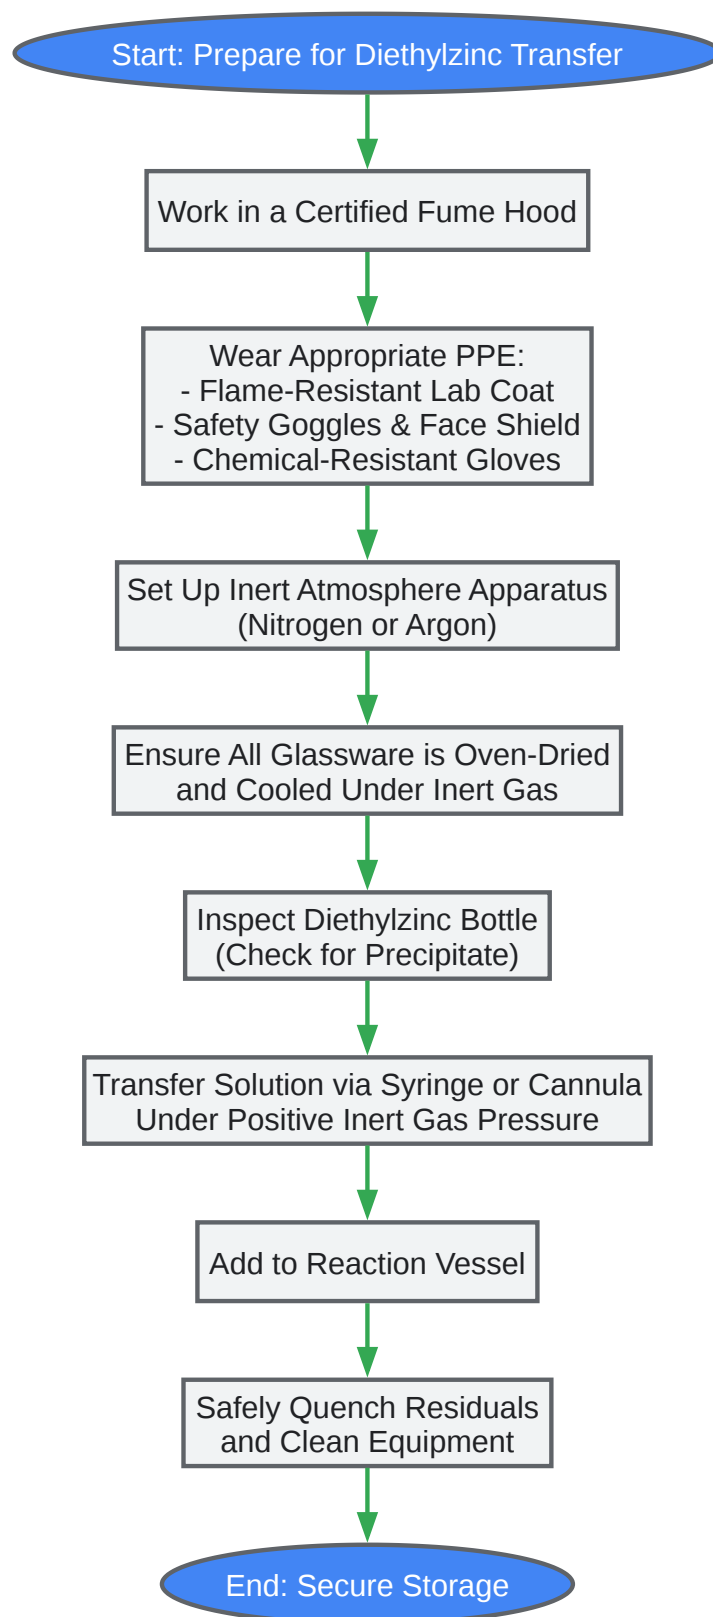 Start: Prepare for Diethylzinc Transfer
Work in a Certified Fume Hood
Wear Appropriate PPE:
- Flame-Resistant Lab Coat
- Safety Goggles & Face Shield
- Chemical-Resistant Gloves
Set Up Inert Atmosphere Apparatus
(Nitrogen or Argon)
Ensure All Glassware is Oven-Dried
and Cooled Under Inert Gas
Inspect Diethylzinc Bottle
(Check for Precipitate)
Transfer Solution via Syringe or Cannula
Under Positive Inert Gas Pressure
Add to Reaction Vessel
Safely Quench Residuals
and Clean Equipment
End: Secure Storage